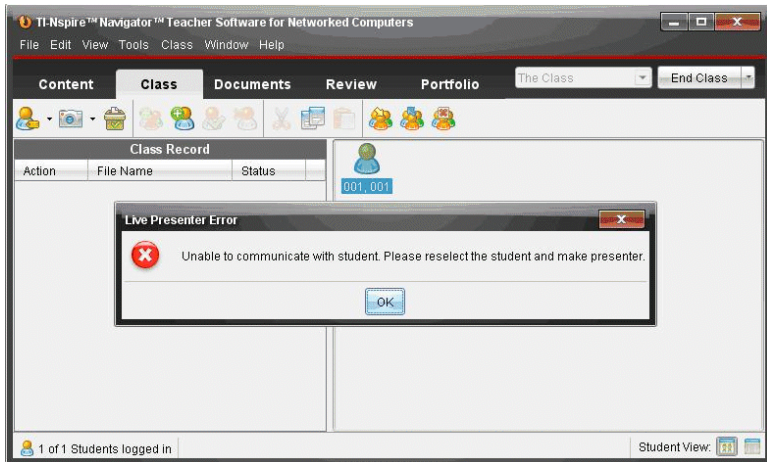 TI-Nspire™ Navigator™ Teacher Software for Networked Computers
File Edit View Tools Class Window Help
Content Class Documents Review Portfolio The Class End Class
Class Record
Action File Name Status
001, 001
Live Presenter Error
Unable to communicate with student. Please reselect the student and make presenter.
OK
1 of 1 Students logged in Student View: